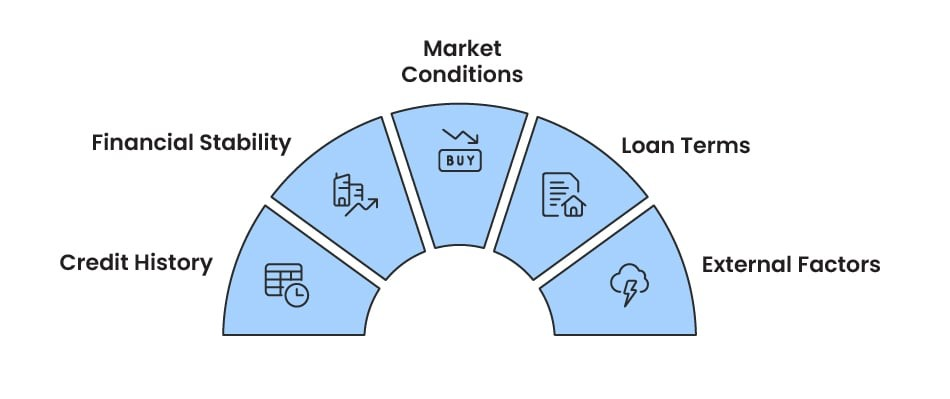 Market
Conditions
Financial Stability
Loan Terms
BUY
Credit History
External Factors